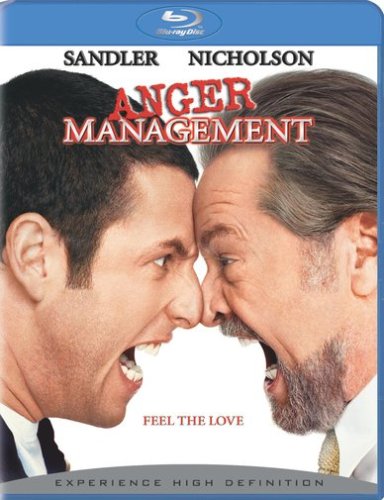 Blu-ray Disc
SANDLER NICHOLSON
ANGER
MANAGEMENT
FEEL THE LOVE
EXPERIENCE HIGH DEFINITION